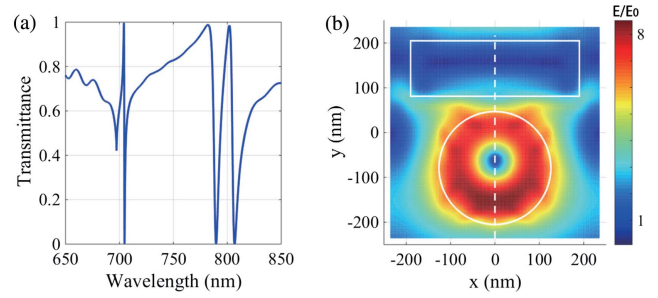 (a)
1
0.8
0.6
0.4
0.2
0
Transmittance
650 700 750 800 850
Wavelength (nm)
(b)
200
100
0
-100
-200
y (nm)
-200 -100 0 100 200
x (nm)
E/E0
8
1